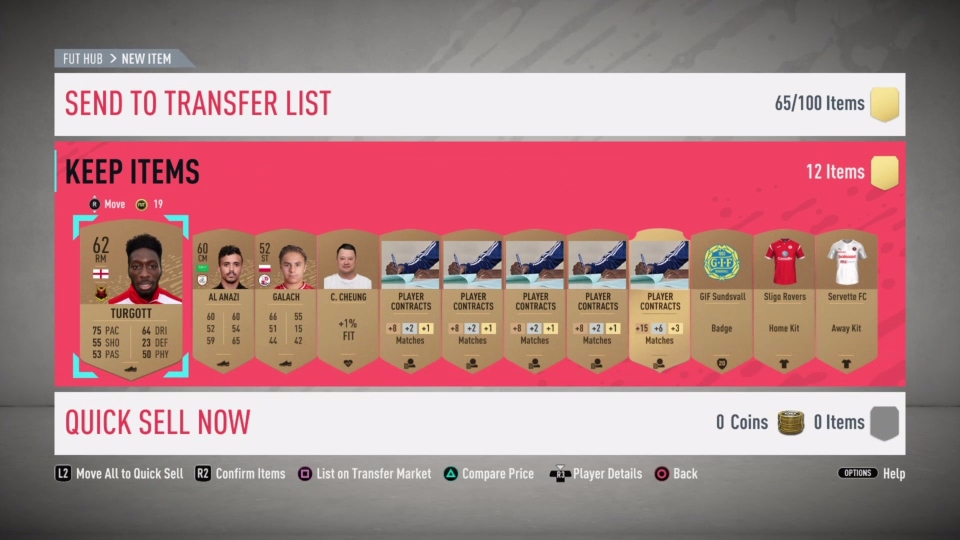 FUT HUB > NEW ITEM
SEND TO TRANSFER LIST
65/100 Items
KEEP ITEMS
12 Items
R Move FUT 19
62
RM
TURGOTT
75 PAC 64 DRI
55 SHO 23 DEF
53 PAS 50 PHY
60
CM
AL ANAZI
60 60
52 54
59 65
52
ST
GALACH
66 55
51 15
44 42
C. CHEUNG
+1%
FIT
PLAYER
CONTRACTS
+8 +2 +1
Matches
PLAYER
CONTRACTS
+8 +2 +1
Matches
PLAYER
CONTRACTS
+8 +2 +1
Matches
PLAYER
CONTRACTS
+8 +2 +1
Matches
PLAYER
CONTRACTS
+15 +6 +3
Matches
GIF
GIF Sundsvall
Badge
20
Sligo Rovers
Home Kit
Servette FC
Away Kit
QUICK SELL NOW
0 Coins 0 Items
L2 Move All to Quick Sell R2 Confirm Items List on Transfer Market Compare Price R3 Player Details Back OPTIONS Help